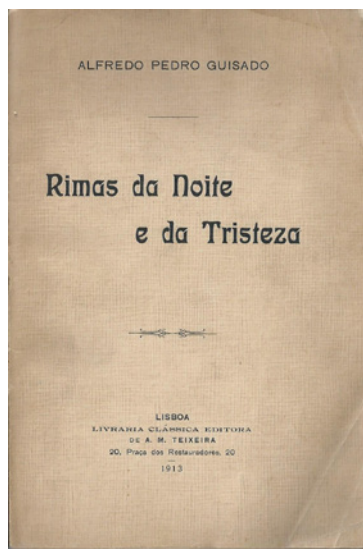 ALFREDO PEDRO GUISADO
Rimas da Noite
e da Tristeza
LISBOA
LIVRARIA CLÁSSICA EDITORA
DE A. M. TEIXEIRA
20, Praça dos Restauradores, 20
1913